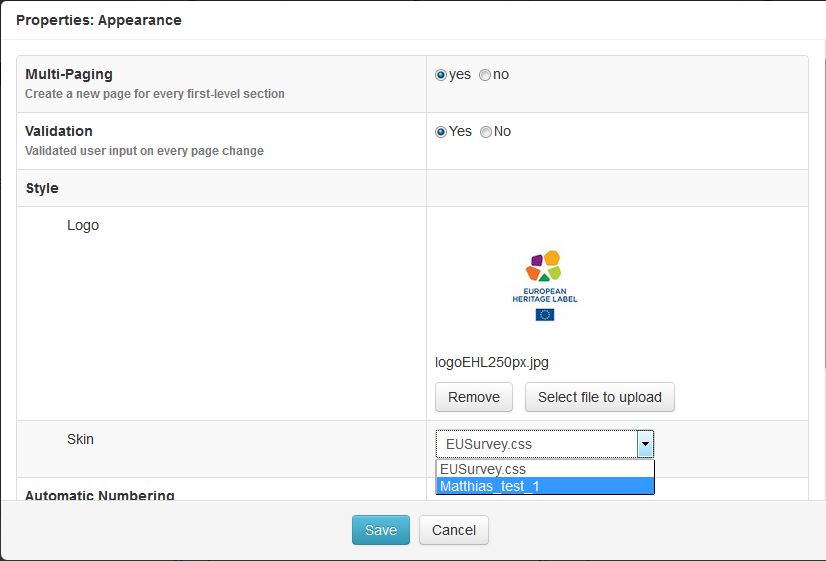 Properties: Appearance
Multi-Paging
Create a new page for every first-level section
yes no
Validation
Validated user input on every page change
Yes No
Style
Logo
EUROPEAN
HERITAGE LABEL
logoEHL250px.jpg
Remove Select file to upload
Skin
EUSurvey.css
EUSurvey.css
Matthias_test_1
Automatic Numbering
Save Cancel